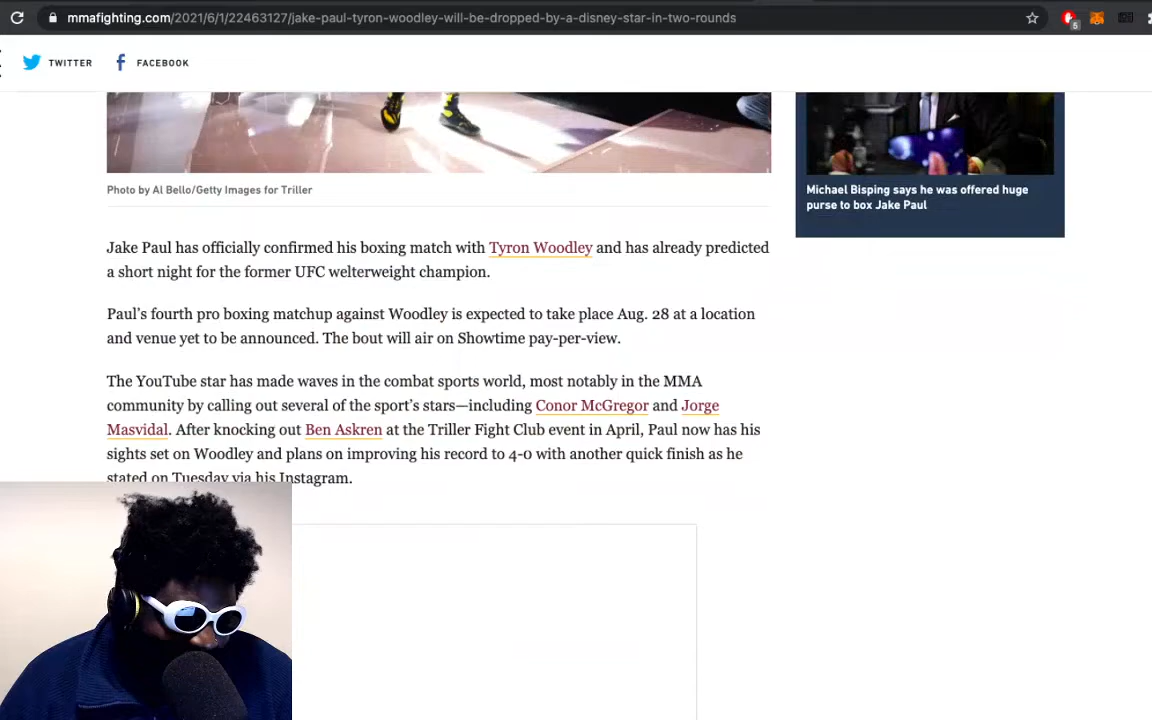 mmafighting.com/2021/6/1/22463127/jake-paul-tyron-woodley-will-be-dropped-by-a-disney-star-in-two-rounds
5
TWITTER FACEBOOK
Photo by Al Bello/Getty Images for Triller
Michael Bisping says he was offered huge
purse to box Jake Paul
Jake Paul has officially confirmed his boxing match with Tyron Woodley and has already predicted
a short night for the former UFC welterweight champion.
Paul’s fourth pro boxing matchup against Woodley is expected to take place Aug. 28 at a location
and venue yet to be announced. The bout will air on Showtime pay-per-view.
The YouTube star has made waves in the combat sports world, most notably in the MMA
community by calling out several of the sport’s stars—including Conor McGregor and Jorge
Masvidal. After knocking out Ben Askren at the Triller Fight Club event in April, Paul now has his
sights set on Woodley and plans on improving his record to 4-0 with another quick finish as he
stated on Tuesday via his Instagram.